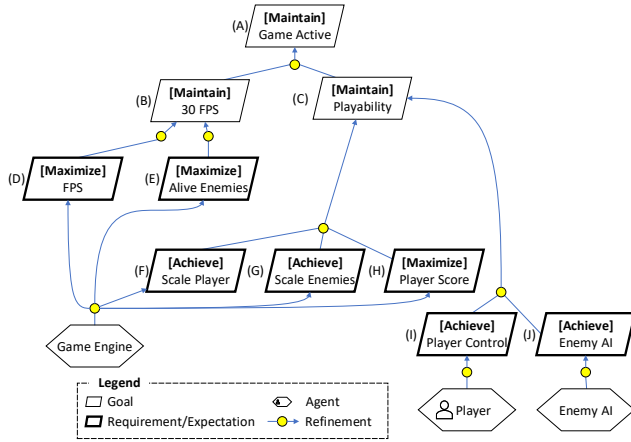 (A)
[Maintain]
Game Active
(B)
[Maintain]
30 FPS
(C)
[Maintain]
Playability
(D)
[Maximize]
FPS
(E)
[Maximize]
Alive Enemies
(F)
[Achieve]
Scale Player
(G)
[Achieve]
Scale Enemies
(H)
[Maximize]
Player Score
(I)
[Achieve]
Player Control
(J)
[Achieve]
Enemy AI
Game Engine
Player
Enemy AI
Legend
Goal
Agent
Requirement/Expectation
Refinement